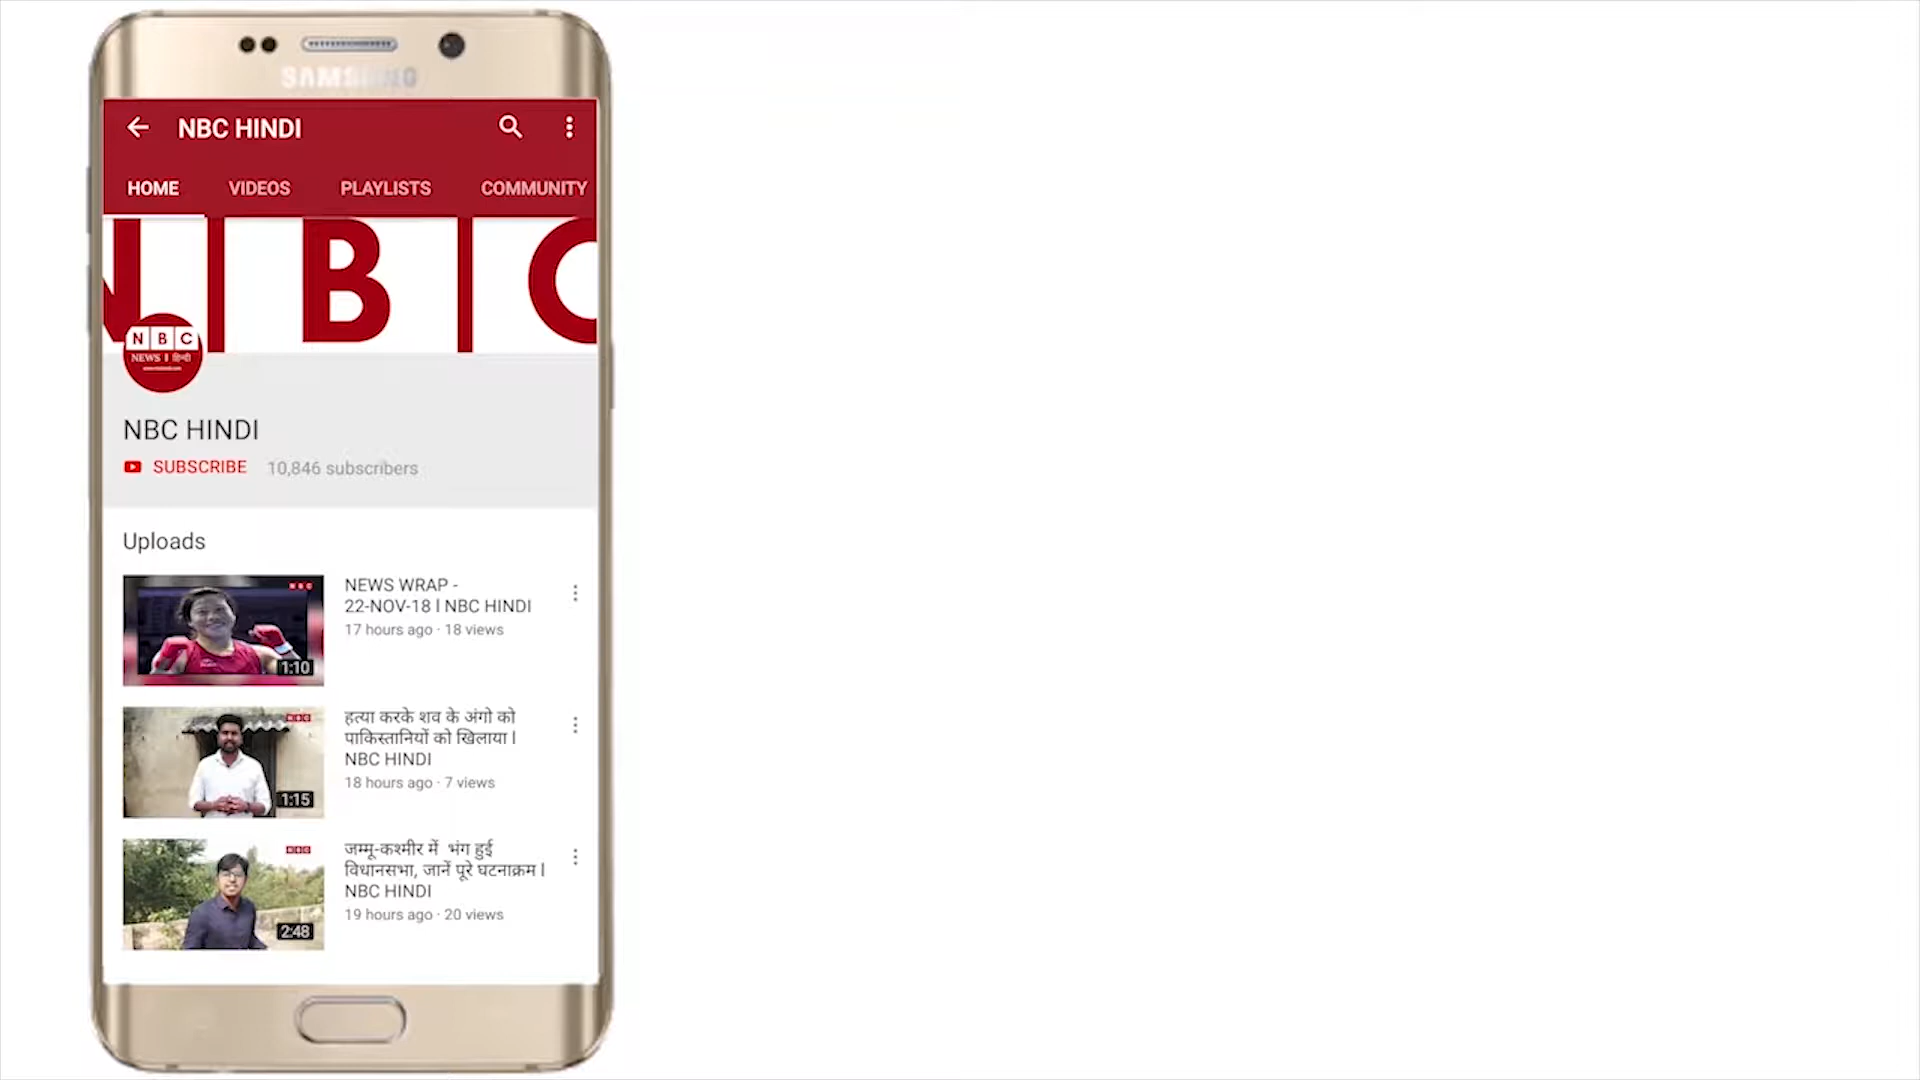 SAMSUNG
NBC HINDI
HOME VIDEOS PLAYLISTS COMMUNITY
N B C
N B C
NEWS | हिन्दी
NBC HINDI
SUBSCRIBE 10,846 subscribers
Uploads
NBC
NEWS WRAP -
22-NOV-18 l NBC HINDI
17 hours ago · 18 views
1:10
NBC
हत्या करके शव के अंगो को
पाकिस्तानियों को खिलाया l
NBC HINDI
18 hours ago · 7 views
1:15
NBC
जम्मू-कश्मीर में भंग हुई
विधानसभा, जानें पूरे घटनाक्रम l
NBC HINDI
19 hours ago · 20 views
2:48